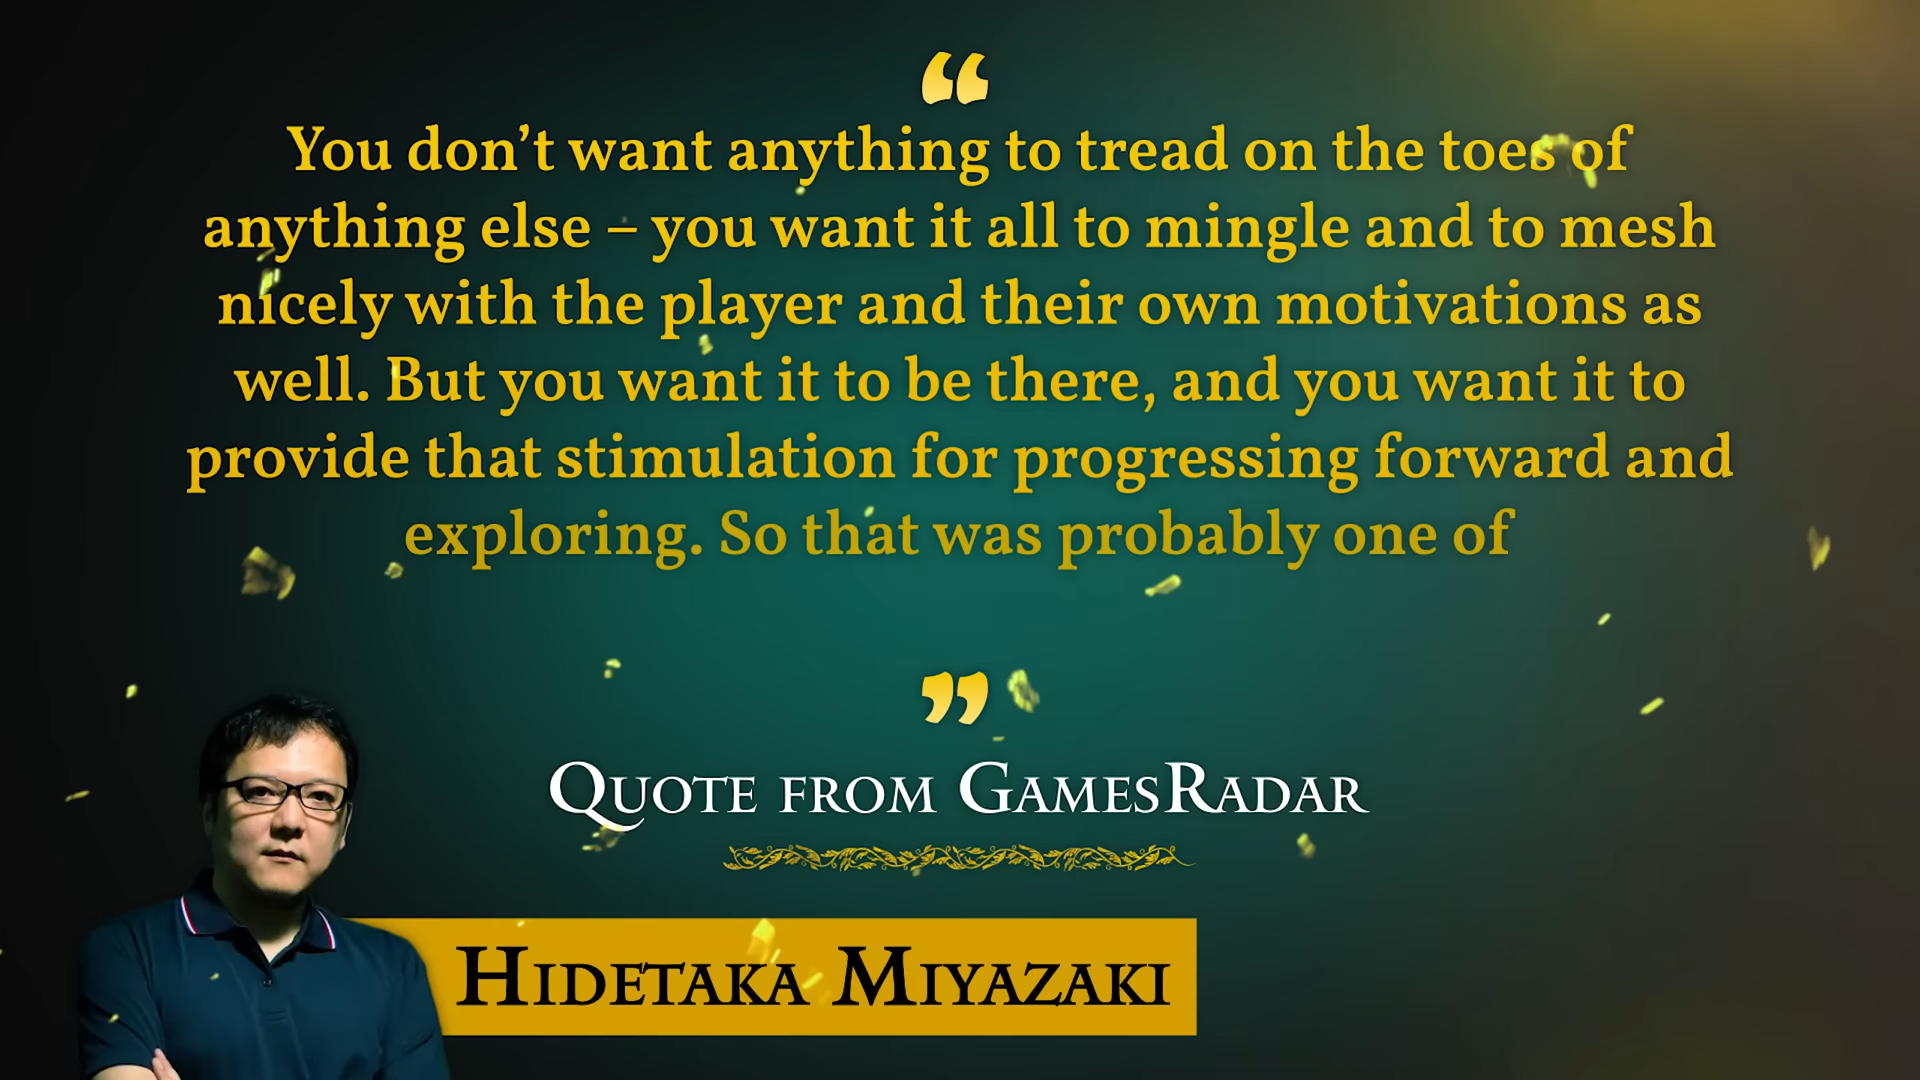 “
You don’t want anything to tread on the toes of
anything else – you want it all to mingle and to mesh
nicely with the player and their own motivations as
well. But you want it to be there, and you want it to
provide that stimulation for progressing forward and
exploring. So that was probably one of
”
Quote from GamesRadar
Hidetaka Miyazaki